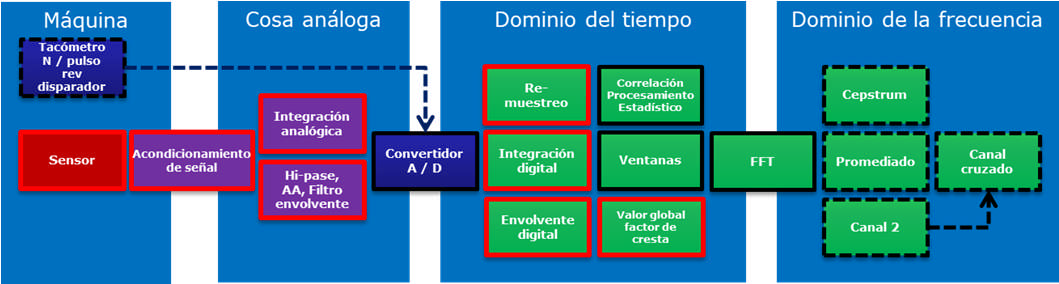 Máquina
Cosa análoga
Dominio del tiempo
Dominio de la frecuencia
Tacómetro
N / pulso
rev
disparador
Sensor
Acondicionamiento
de señal
Integración
analógica
Hi-pase,
AA, Filtro
envolvente
Convertidor
A / D
Re-
muestreo
Integración
digital
Envolvente
digital
Correlación
Procesamiento
Estadístico
Ventanas
Valor global
factor de
cresta
FFT
Cepstrum
Promediado
Canal 2
Canal
cruzado